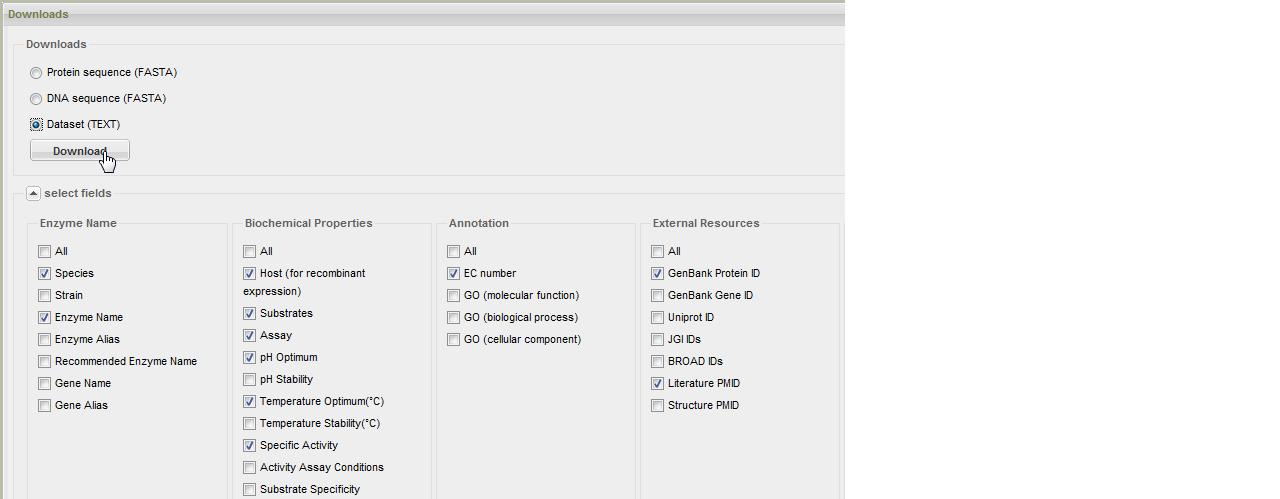 Downloads
Downloads
Protein sequence (FASTA)
DNA sequence (FASTA)
Dataset (TEXT)
Download
select fields
Enzyme Name
All
Species
Strain
Enzyme Name
Enzyme Alias
Recommended Enzyme Name
Gene Name
Gene Alias
Biochemical Properties
All
Host (for recombinant
expression)
Substrates
Assay
pH Optimum
pH Stability
Temperature Optimum(°C)
Temperature Stability(°C)
Specific Activity
Activity Assay Conditions
Substrate Specificity
Annotation
All
EC number
GO (molecular function)
GO (biological process)
GO (cellular component)
External Resources
All
GenBank Protein ID
GenBank Gene ID
Uniprot ID
JGI IDs
BROAD IDs
Literature PMID
Structure PMID